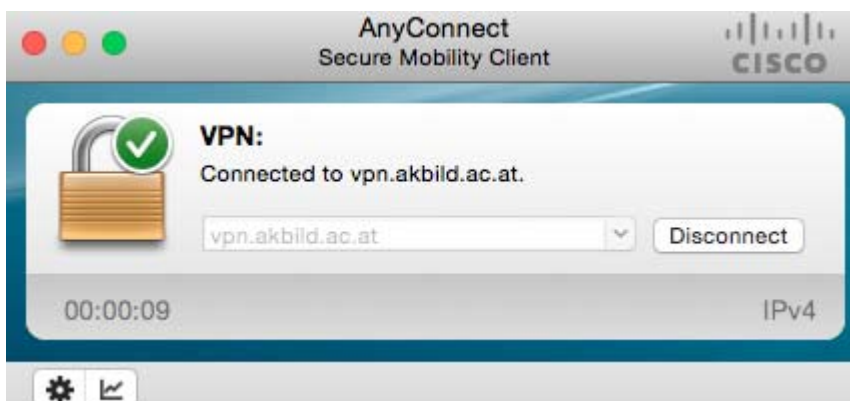 AnyConnect
Secure Mobility Client
CISCO
VPN:
Connected to vpn.akbild.ac.at.
vpn.akbild.ac.at
Disconnect
00:00:09
IPv4